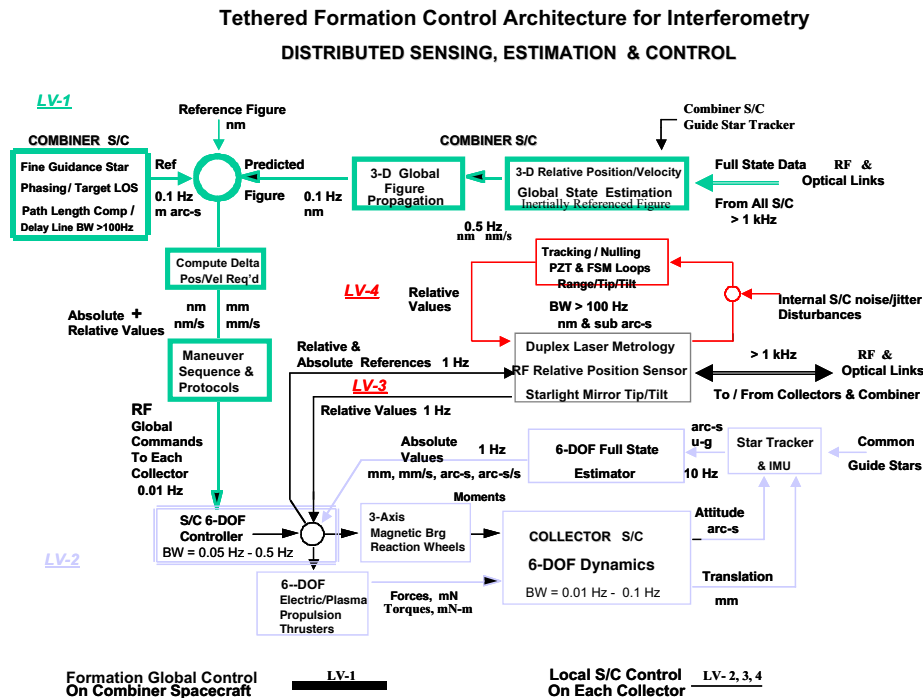 Tethered Formation Control Architecture for Interferometry
DISTRIBUTED SENSING, ESTIMATION & CONTROL
LV-1
Reference Figure
nm
COMBINER S/C
Fine Guidance Star
Phasing / Target LOS
Path Length Comp /
Delay Line BW >100Hz
Ref
0.1 Hz
m arc-s
Predicted
Figure
0.1 Hz
nm
COMBINER S/C
3-D Global
Figure
Propagation
Combiner S/C
Guide Star Tracker
3-D Relative Position/Velocity
Global State Estimation
Inertially Referenced Figure
Full State Data
From All S/C
> 1 kHz
RF &
Optical Links
0.5 Hz
nm nm/s
Compute Delta
Pos/Vel Req'd
Absolute +
Relative Values
nm
nm/s
mm
mm/s
LV-4
Relative
Values
Tracking / Nulling
PZT & FSM Loops
Range/Tip/Tilt
BW > 100 Hz
nm & sub arc-s
Internal S/C noise/jitter
Disturbances
Maneuver
Sequence &
Protocols
Relative &
Absolute References 1 Hz
LV-3
Relative Values 1 Hz
Duplex Laser Metrology
RF Relative Position Sensor
Starlight Mirror Tip/Tilt
> 1 kHz
RF &
Optical Links
To / From Collectors & Combiner
RF
Global
Commands
To Each
Collector
0.01 Hz
Absolute
Values
1 Hz
mm, mm/s, arc-s, arc-s/s
6-DOF Full State
Estimator
arc-s
u-g
10 Hz
Star Tracker
& IMU
Common
Guide Stars
LV-2
S/C 6-DOF
Controller
BW = 0.05 Hz - 0.5 Hz
Moments
3-Axis
Magnetic Brg
Reaction Wheels
COLLECTOR S/C
6-DOF Dynamics
BW = 0.01 Hz - 0.1 Hz
Attitude
arc-s
Translation
mm
6--DOF
Electric/Plasma
Propulsion
Thrusters
Forces, mN
Torques, mN-m
Formation Global Control
On Combiner Spacecraft
LV-1
Local S/C Control
On Each Collector
LV- 2, 3, 4